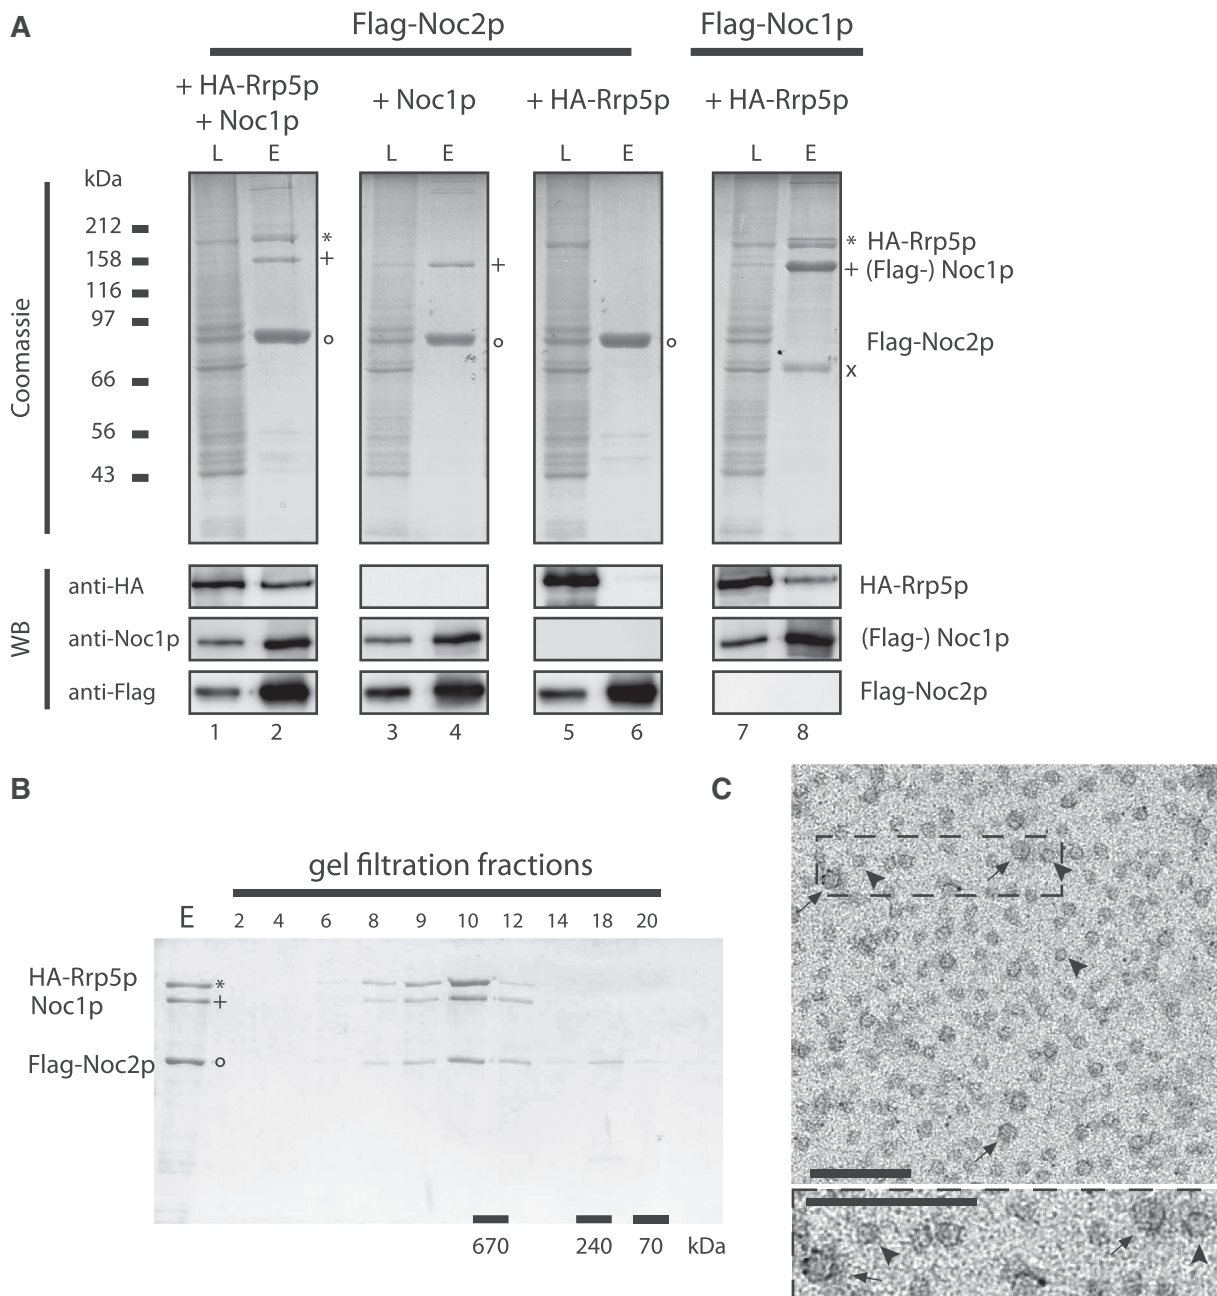 A
Flag-Noc2p
Flag-Noc1p
+ HA-Rrp5p
+ Noc1p
+ Noc1p
+ HA-Rrp5p
+ HA-Rrp5p
L E L E L E L E
kDa
212
158
116
97
66
56
43
Coomassie
*
+
o
+
o
o
* HA-Rrp5p
+ (Flag-) Noc1p
Flag-Noc2p
x
WB
anti-HA
HA-Rrp5p
anti-Noc1p
(Flag-) Noc1p
anti-Flag
Flag-Noc2p
1 2 3 4 5 6 7 8
B
gel filtration fractions
E 2 4 6 8 9 10 12 14 18 20
HA-Rrp5p *
Noc1p +
Flag-Noc2p o
670 240 70 kDa
C